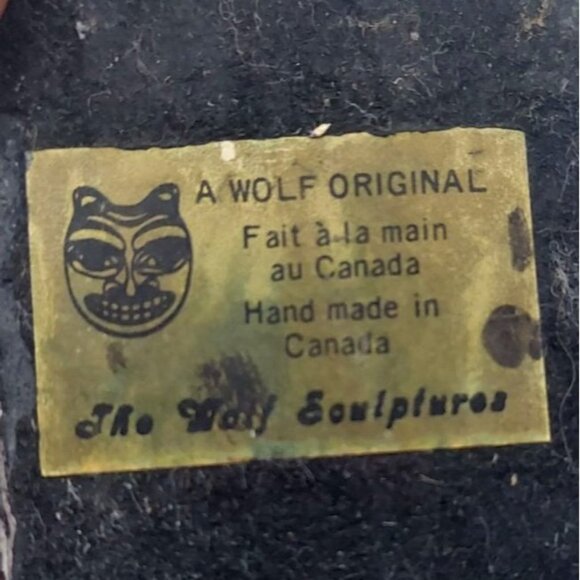 A WOLF ORIGINAL
Fait à la main
au Canada
Hand made in
Canada
The Wolf Sculptures